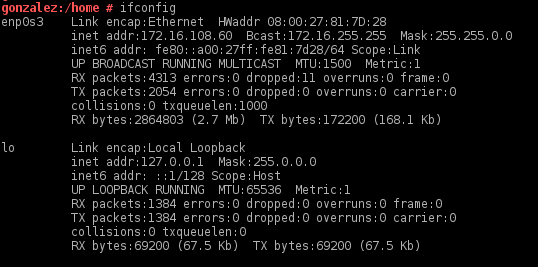 gonzalez:/home # ifconfig
enp0s3    Link encap:Ethernet  HWaddr 08:00:27:81:7D:28
          inet addr:172.16.108.60  Bcast:172.16.255.255  Mask:255.255.0.0
          inet6 addr: fe80::a00:27ff:fe81:7d28/64 Scope:Link
          UP BROADCAST RUNNING MULTICAST  MTU:1500  Metric:1
          RX packets:4313 errors:0 dropped:11 overruns:0 frame:0
          TX packets:2054 errors:0 dropped:0 overruns:0 carrier:0
          collisions:0 txqueuelen:1000
          RX bytes:2864803 (2.7 Mb)  TX bytes:172200 (168.1 Kb)
lo        Link encap:Local Loopback
          inet addr:127.0.0.1  Mask:255.0.0.0
          inet6 addr: ::1/128 Scope:Host
          UP LOOPBACK RUNNING  MTU:65536  Metric:1
          RX packets:1384 errors:0 dropped:0 overruns:0 frame:0
          TX packets:1384 errors:0 dropped:0 overruns:0 carrier:0
          collisions:0 txqueuelen:0
          RX bytes:69200 (67.5 Kb)  TX bytes:69200 (67.5 Kb)